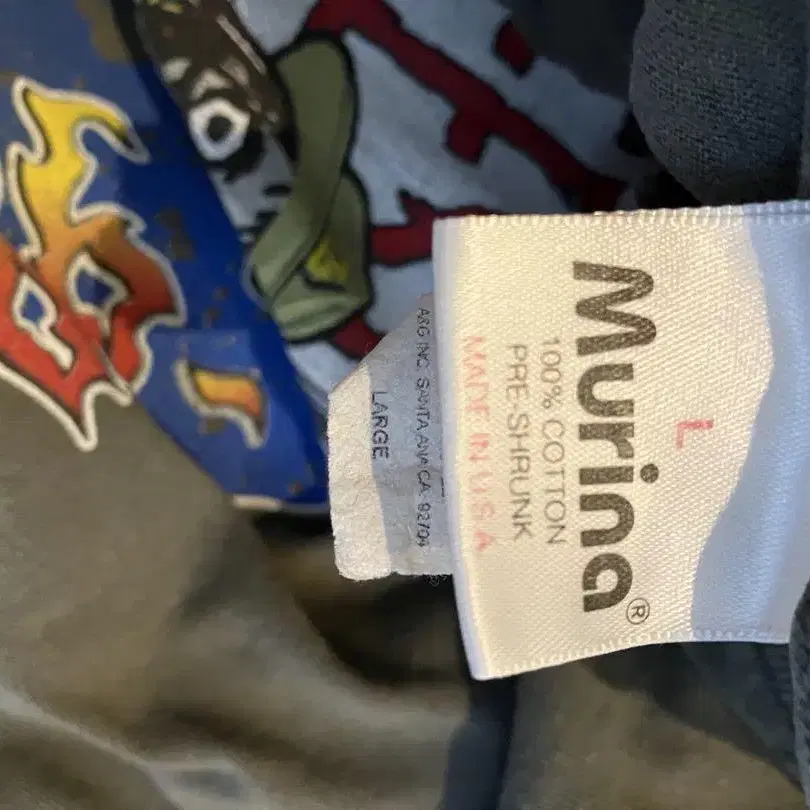 L
Murina®
100% COTTON
PRE-SHRUNK
MADE IN U.S.A
A&G INC. SANTA ANA CA. 92704
LARGE